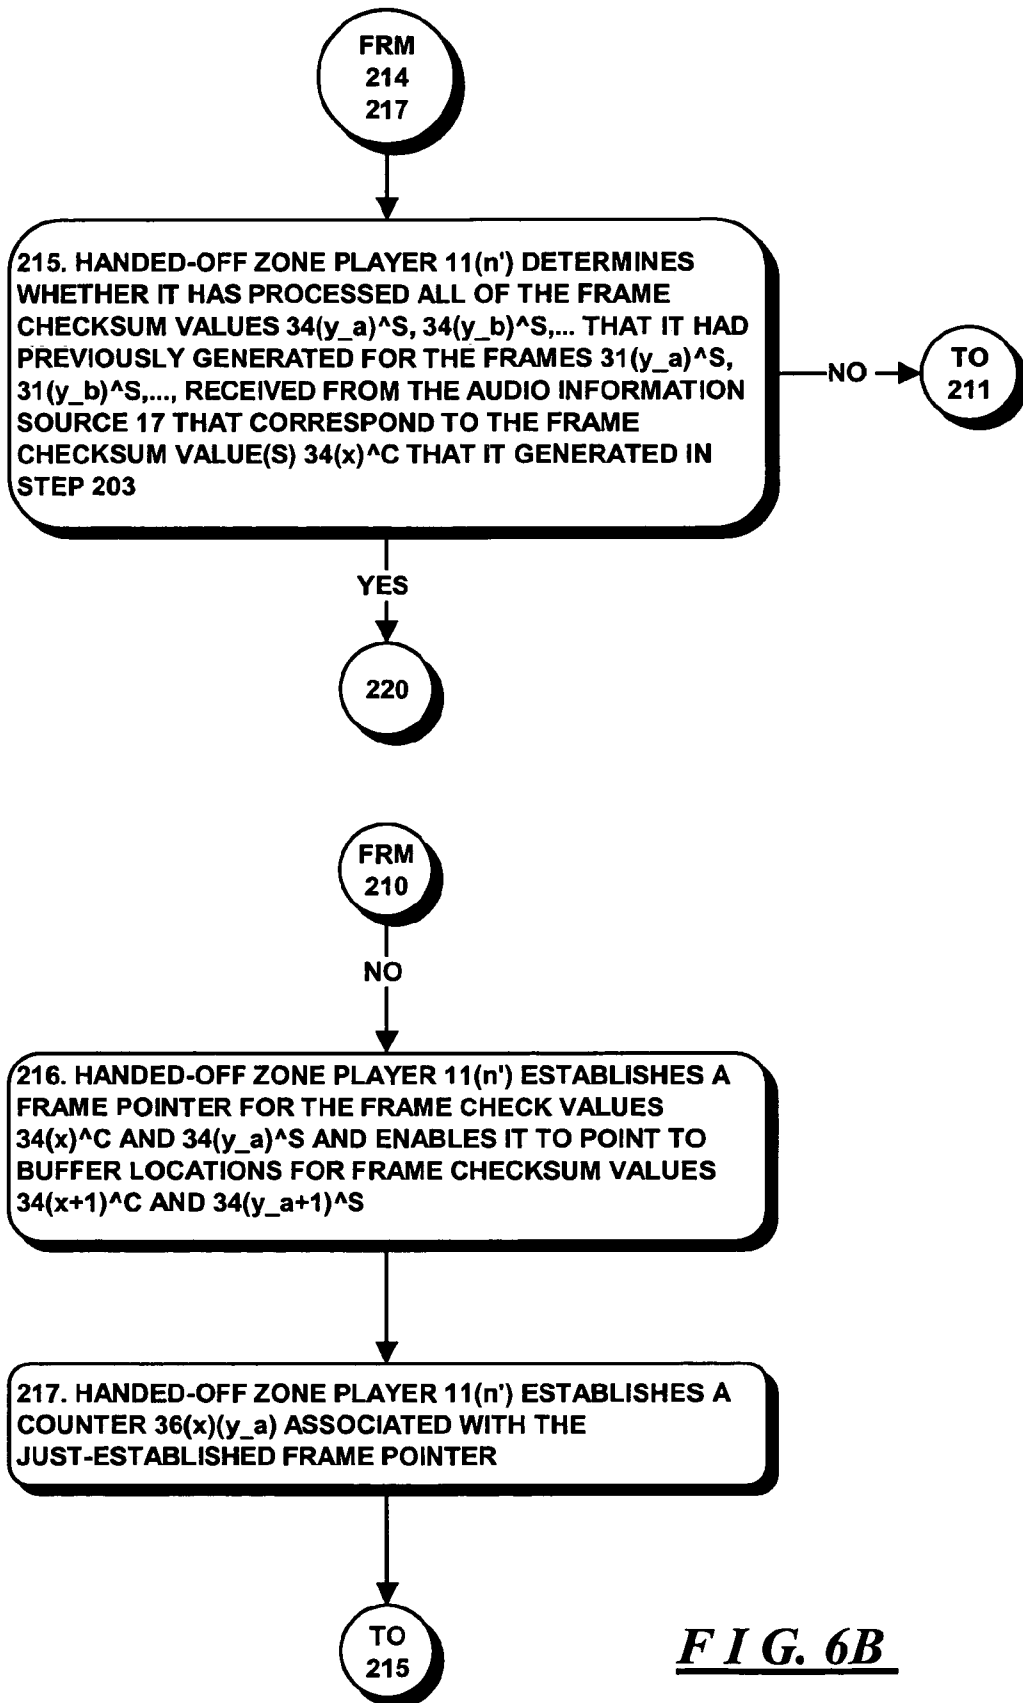 FRM
214
217
215. HANDED-OFF ZONE PLAYER 11(n') DETERMINES
WHETHER IT HAS PROCESSED ALL OF THE FRAME
CHECKSUM VALUES 34(y_a)^S, 34(y_b)^S,... THAT IT HAD
PREVIOUSLY GENERATED FOR THE FRAMES 31(y_a)^S,
31(y_b)^S,..., RECEIVED FROM THE AUDIO INFORMATION
SOURCE 17 THAT CORRESPOND TO THE FRAME
CHECKSUM VALUE(S) 34(x)^C THAT IT GENERATED IN
STEP 203
NO
TO
211
YES
220
FRM
210
NO
216. HANDED-OFF ZONE PLAYER 11(n') ESTABLISHES A
FRAME POINTER FOR THE FRAME CHECK VALUES
34(x)^C AND 34(y_a)^S AND ENABLES IT TO POINT TO
BUFFER LOCATIONS FOR FRAME CHECKSUM VALUES
34(x+1)^C AND 34(y_a+1)^S
217. HANDED-OFF ZONE PLAYER 11(n') ESTABLISHES A
COUNTER 36(x)(y_a) ASSOCIATED WITH THE
JUST-ESTABLISHED FRAME POINTER
TO
215
FIG. 6B